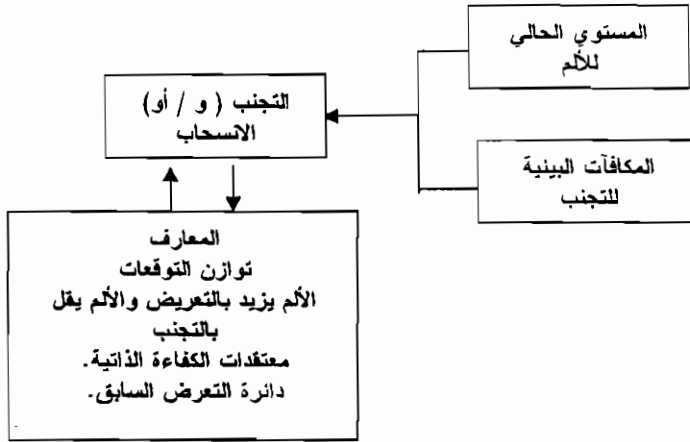 المستوي الحالي
للألم
التجنب ( و / أو)
الانسحاب
المكافآت البينية
للتجنب
المعارف
توازن التوقعات
الألم يزيد بالتعريض والألم يقل
بالتجنب
معتقدات الكفاءة الذاتية.
دائرة التعرض السابق.